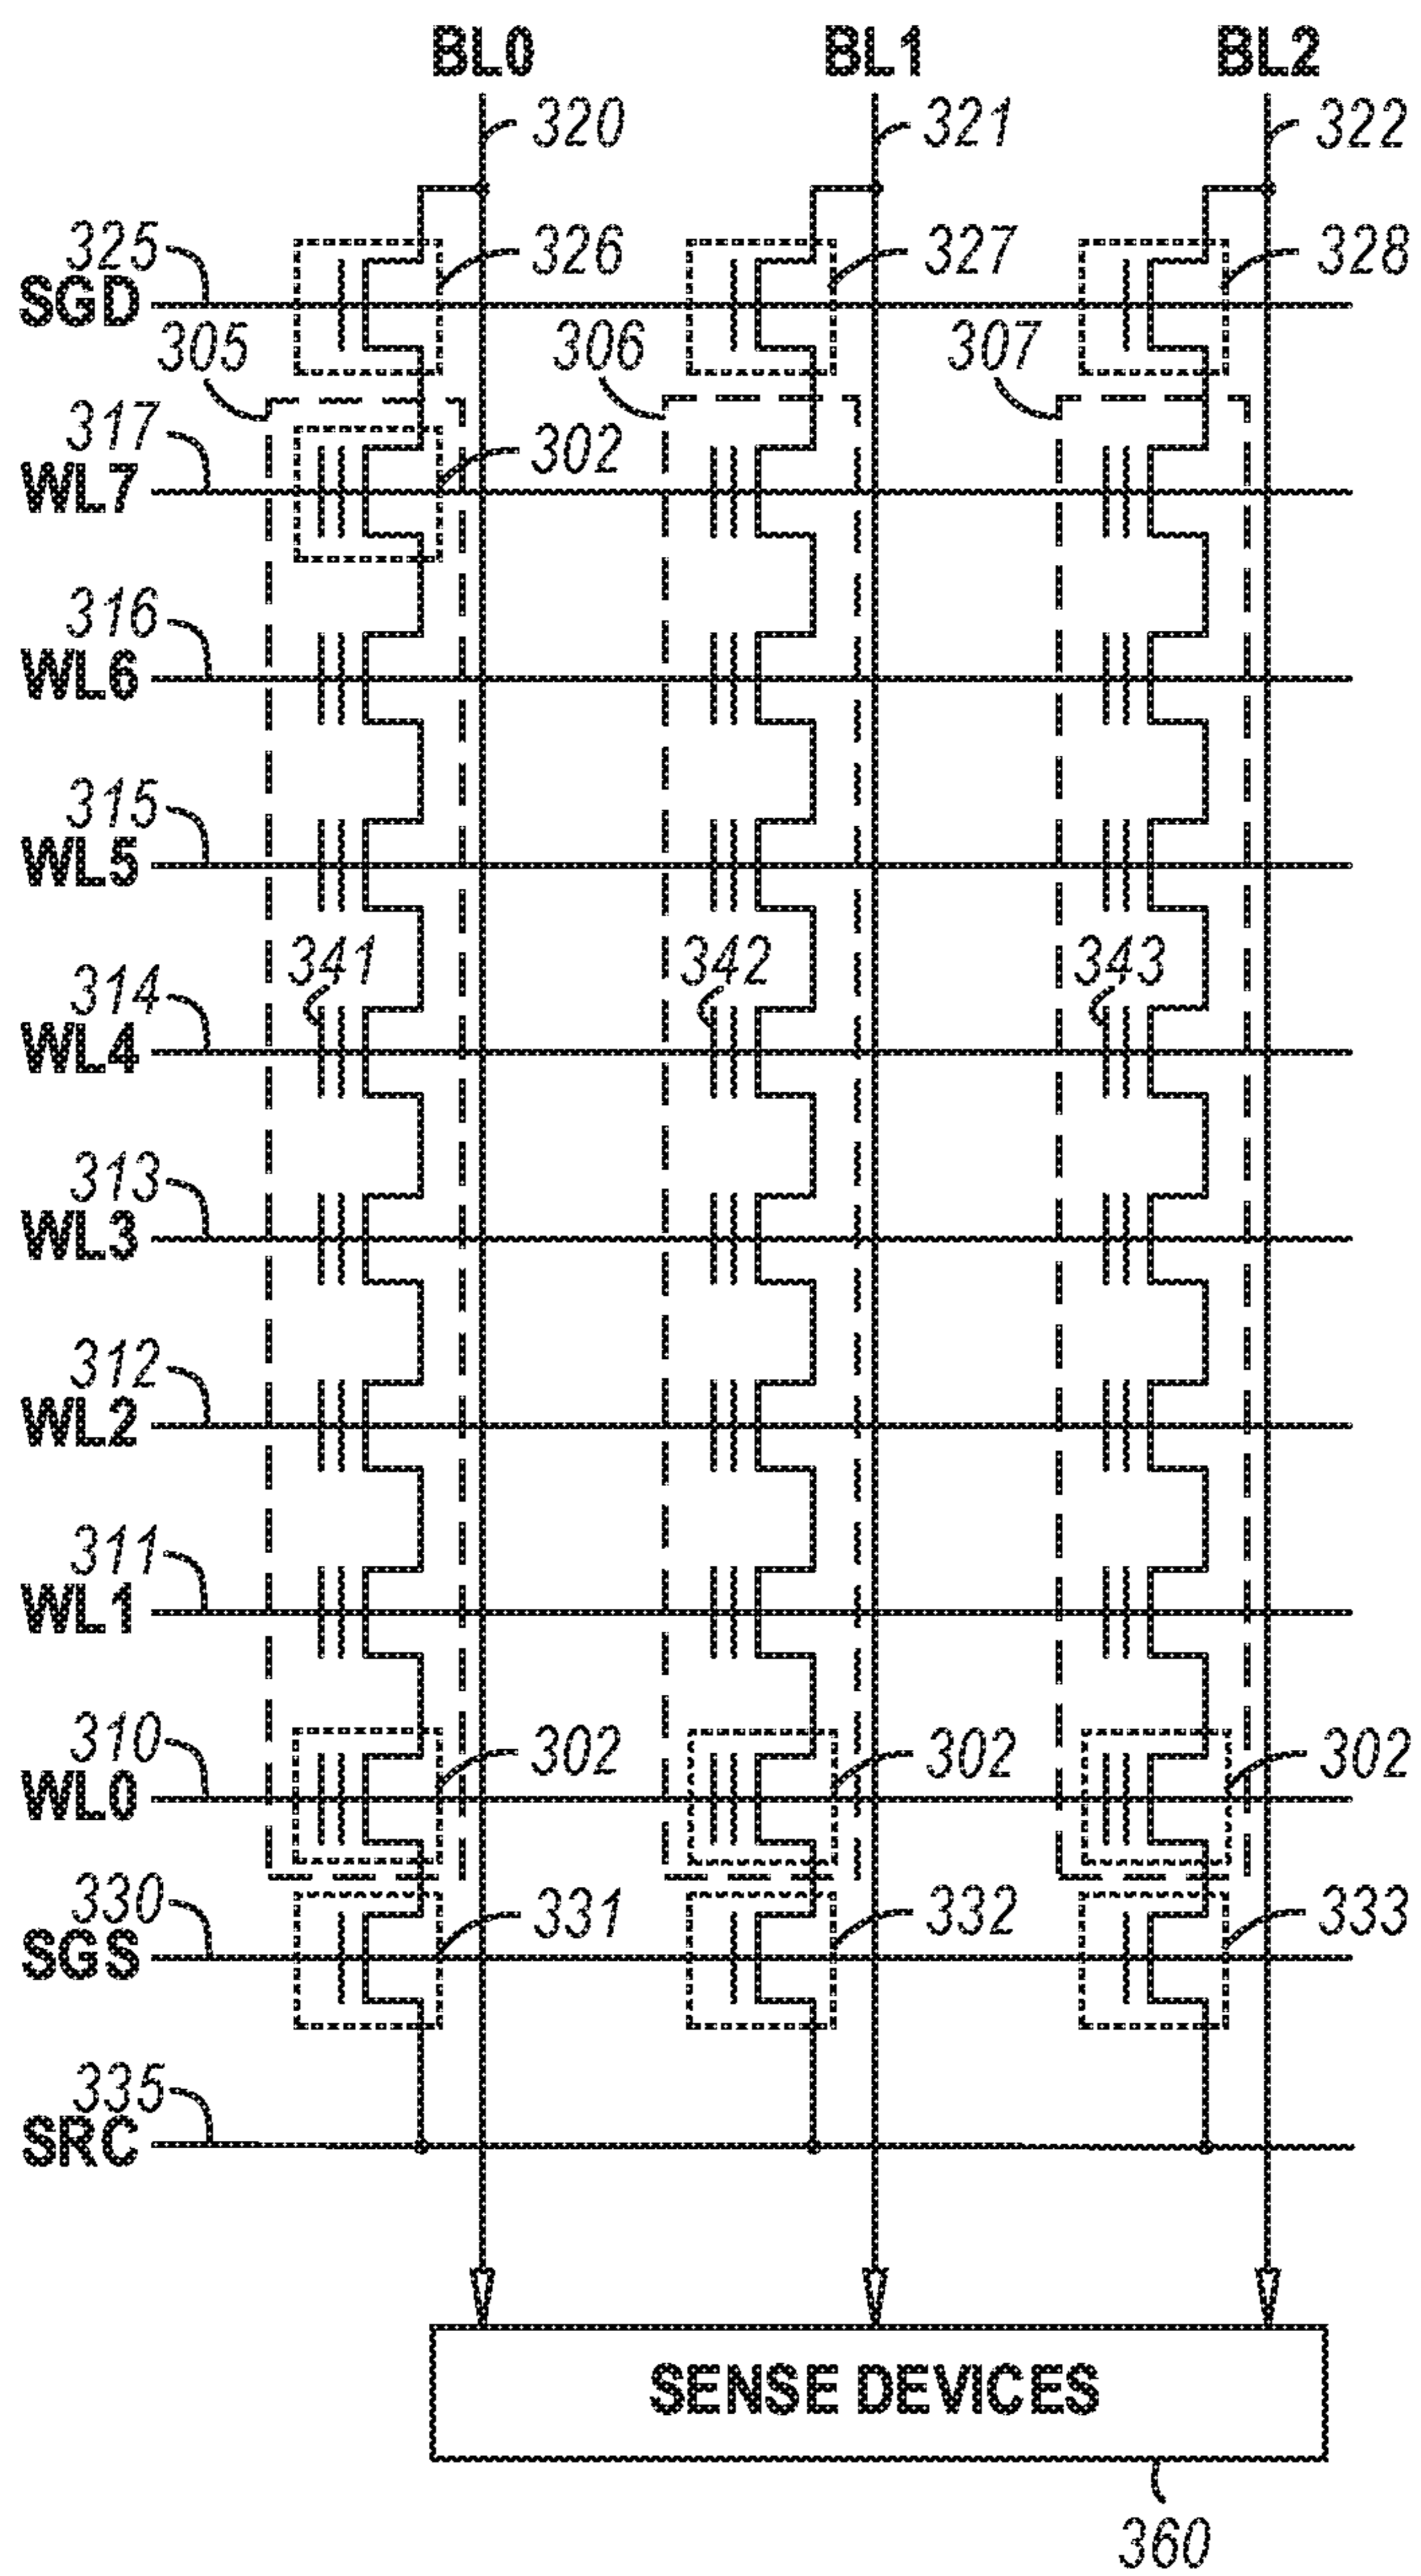 BL0 BL1 BL2
320 321 322
325 326 327 328
SGD
305 306 307
317 302
WL7
316
WL6
315
WL5
341 342 343
314
WL4
313
WL3
312
WL2
311
WL1
310 302 302 302
WL0
330 331 332 333
SGS
335
SRC
SENSE DEVICES
360